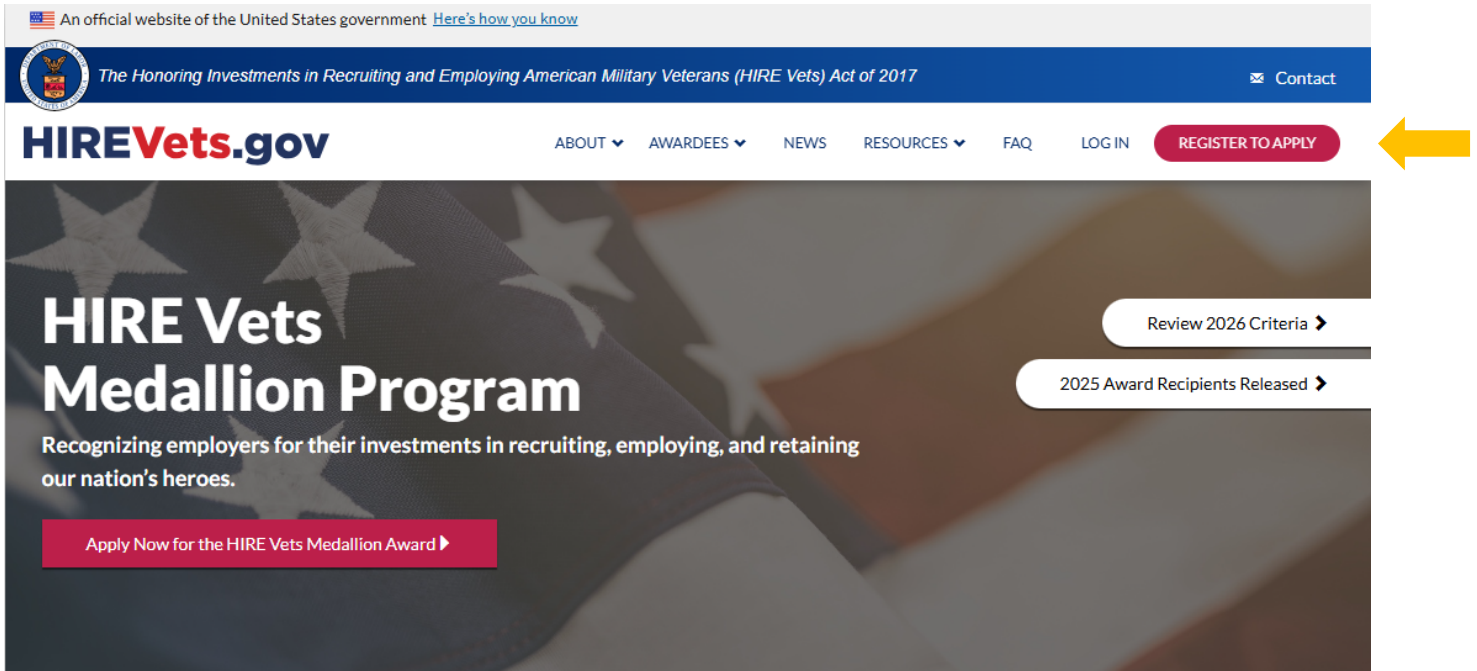 An official website of the United States government Here's how you know
The Honoring Investments in Recruiting and Employing American Military Veterans (HIRE Vets) Act of 2017
Contact
HIREVets.gov
ABOUT AWARDEES NEWS RESOURCES FAQ LOG IN REGISTER TO APPLY
HIRE Vets
Medallion Program
Recognizing employers for their investments in recruiting, employing, and retaining
our nation's heroes.
Apply Now for the HIRE Vets Medallion Award
Review 2026 Criteria
2025 Award Recipients Released